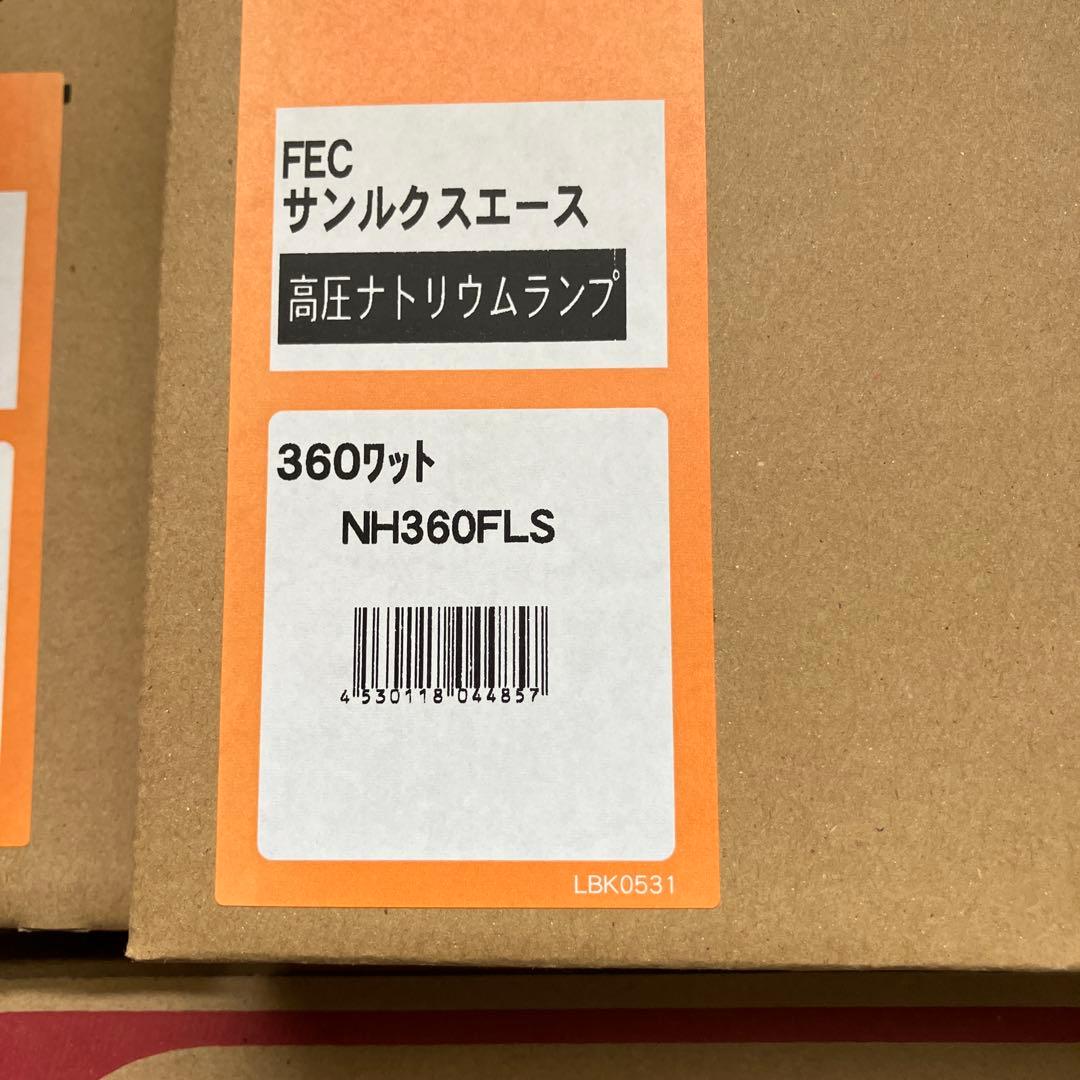 FEC
サンルクスエース
高圧ナトリウムランプ
360ﾜｯﾄ
NH360FLS
4 530118 044857
LBK0531